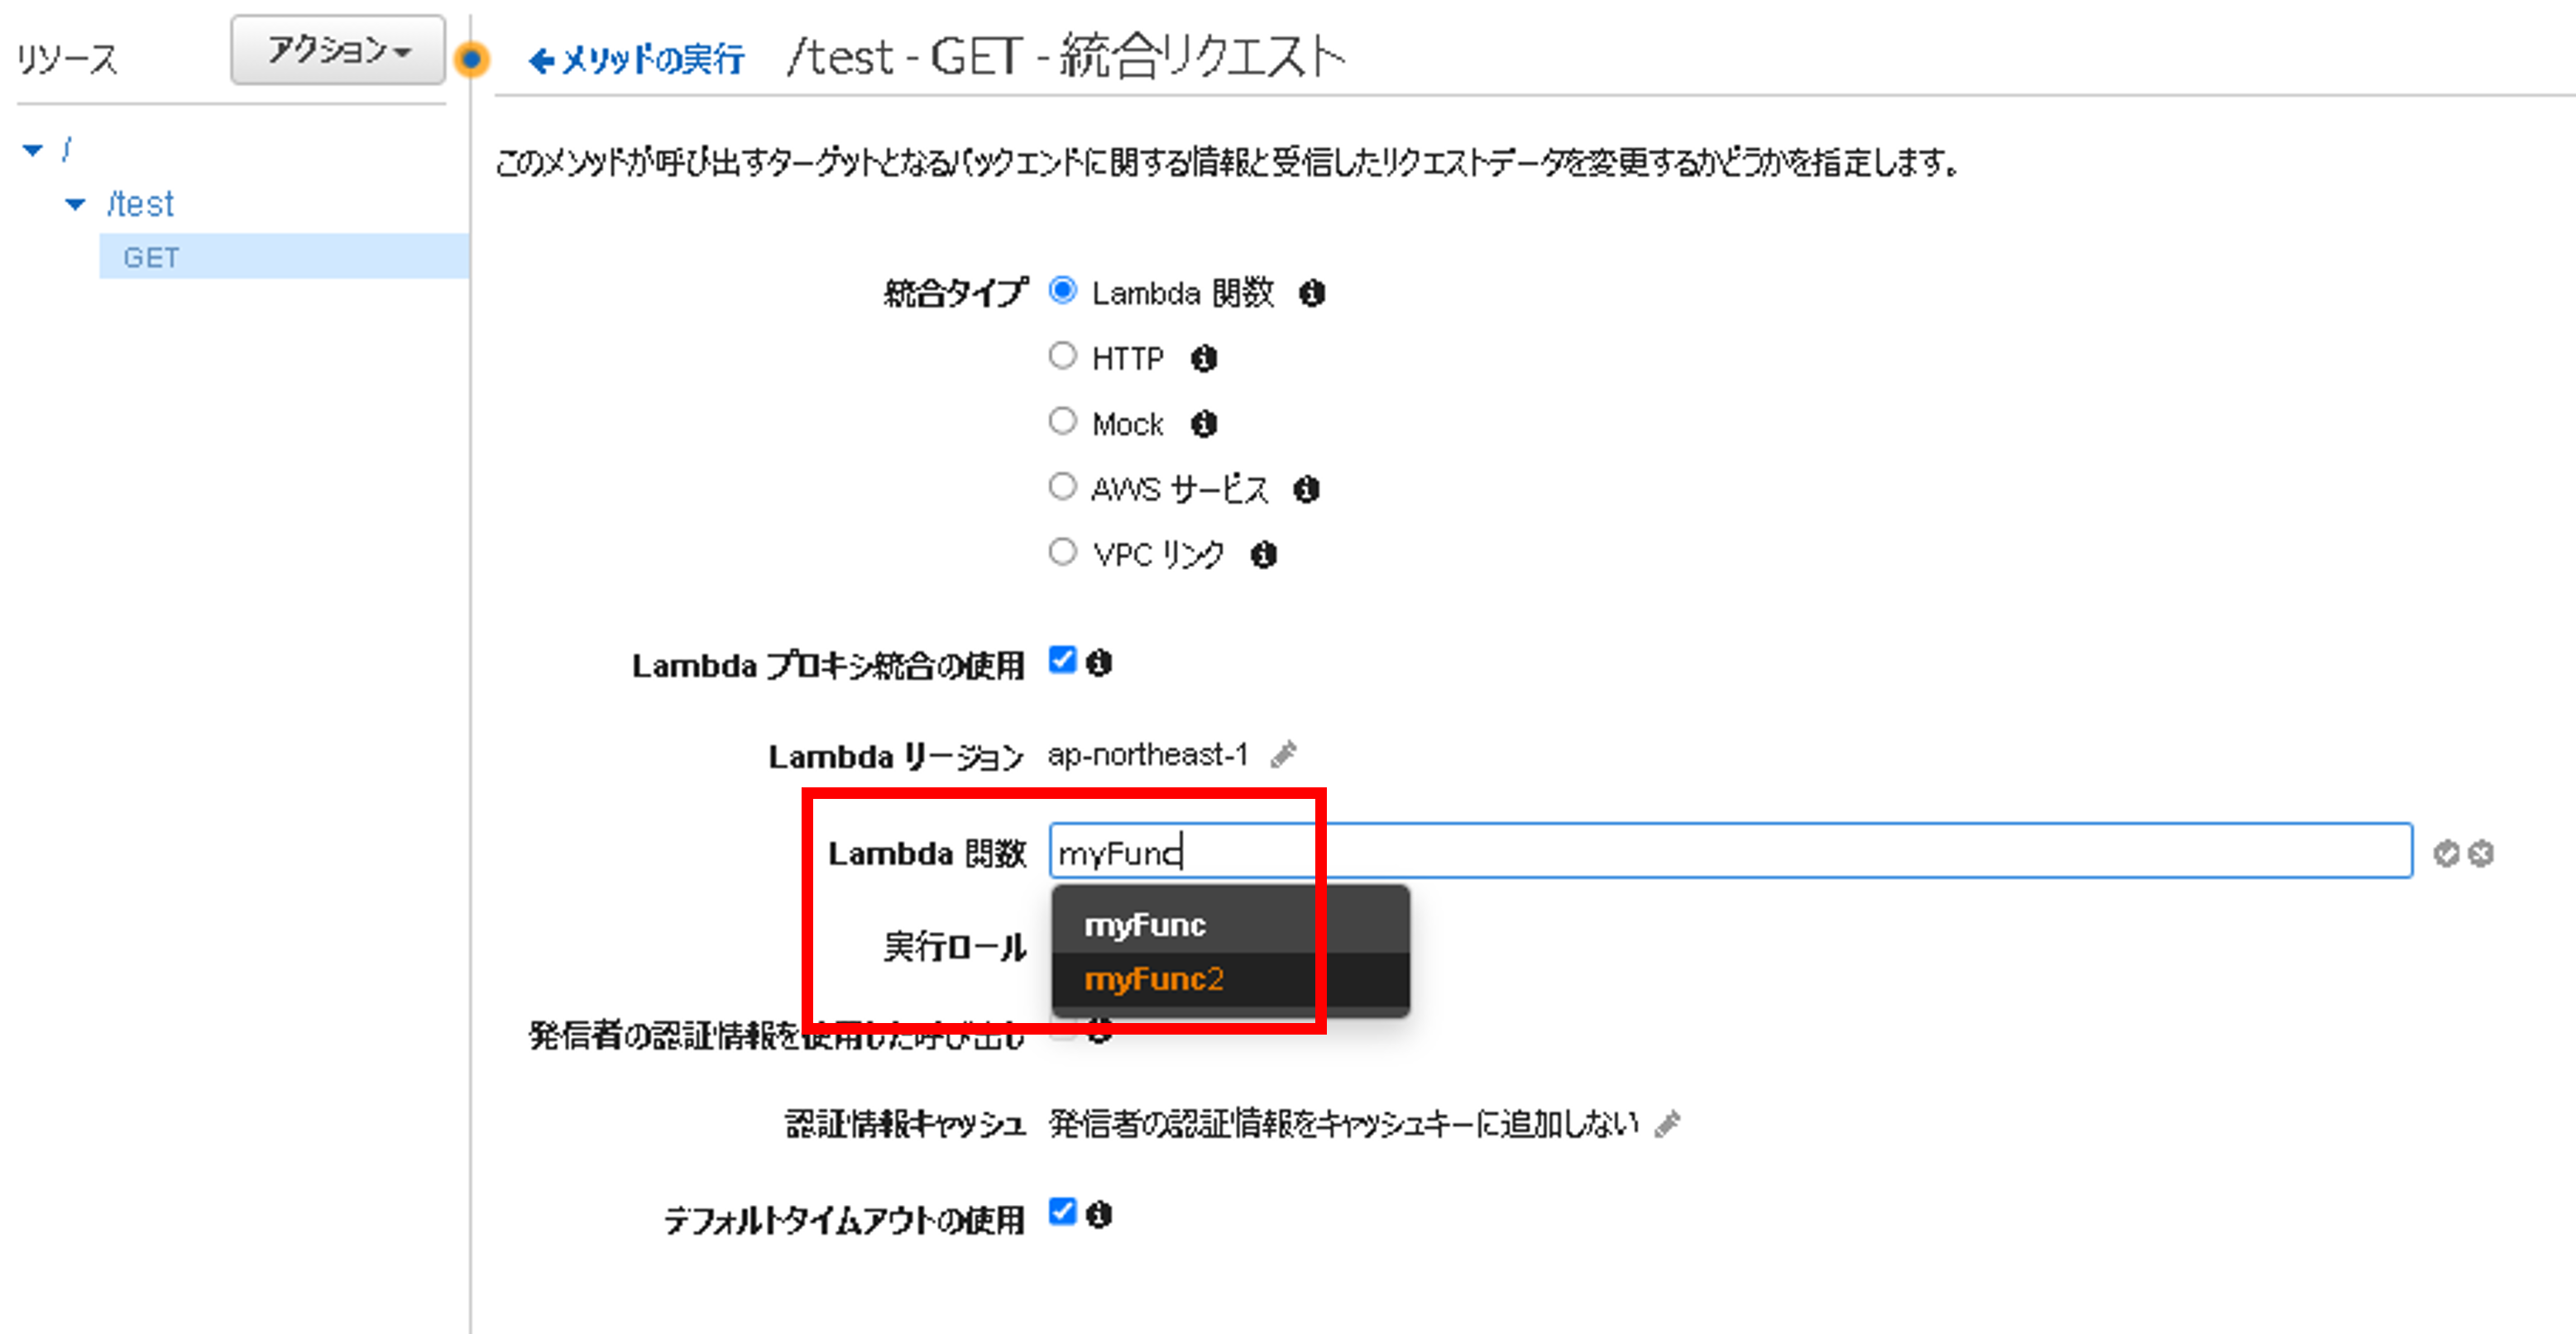 リソース
アクション
メソッドの実行
/test - GET - 統合リクエスト
/
/test
GET
このメソッドが呼び出すターゲットとなるバックエンドに関する情報と受信したリクエストデータを変更するかどうかを指定します。
統合タイプ
Lambda 関数
HTTP
Mock
AWS サービス
VPC リンク
Lambda プロキシ統合の使用
Lambda リージョン ap-northeast-1
Lambda 関数 myFunc
myFunc
実行ロール
myFunc2
発信者の認証情報を使用した呼び出し
認証情報キャッシュ 発信者の認証情報をキャッシュキーに追加しない
デフォルトタイムアウトの使用